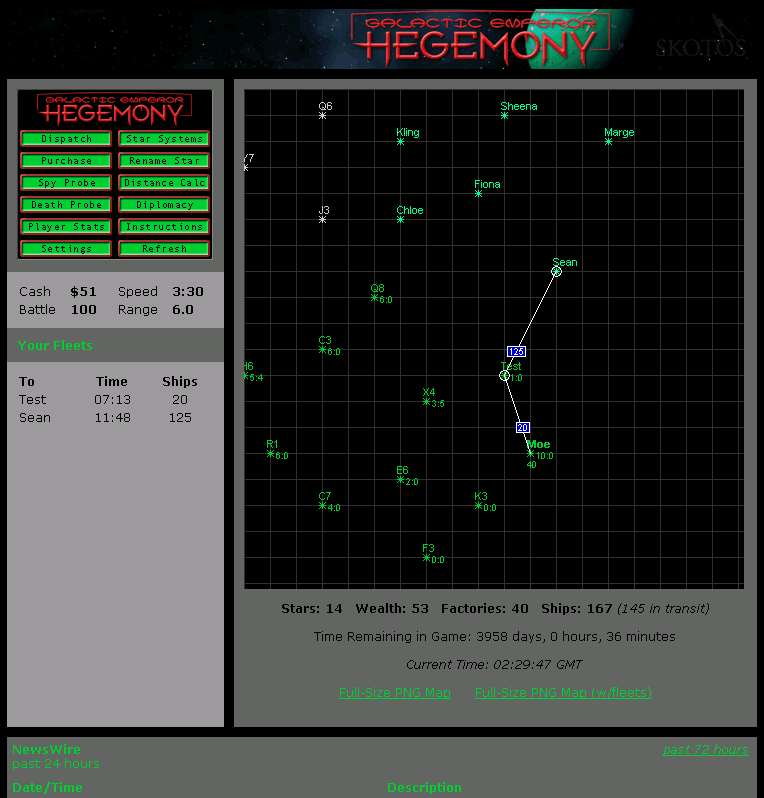 GALACTIC EMPEROR
HEGEMONY
SKOTOS
GALACTIC EMPEROR
HEGEMONY
Dispatch Star Systems
Purchase Rename Star
Spy Probe Distance Calc
Death Probe Diplomacy
Player Stats Instructions
Settings Refresh
Cash $51 Speed 3:30
Battle 100 Range 6.0
Your Fleets
To Time Ships
Test 07:13 20
Sean 11:48 125
Q6
Sheena
Kling
Marge
Y7
Fiona
J3
Chloe
Sean
Q8
6:0
C3
6:0
125
H6
5:4
Test
1:0
X4
3:5
20
R1
6:0
Moe
10:0
40
E6
2:0
C7
4:0
K3
0:0
F3
0:0
Stars: 14 Wealth: 53 Factories: 40 Ships: 167 (145 in transit)
Time Remaining in Game: 3958 days, 0 hours, 36 minutes
Current Time: 02:29:47 GMT
Full-Size PNG Map Full-Size PNG Map (w/fleets)
NewsWire past 72 hours
past 24 hours
Date/Time Description